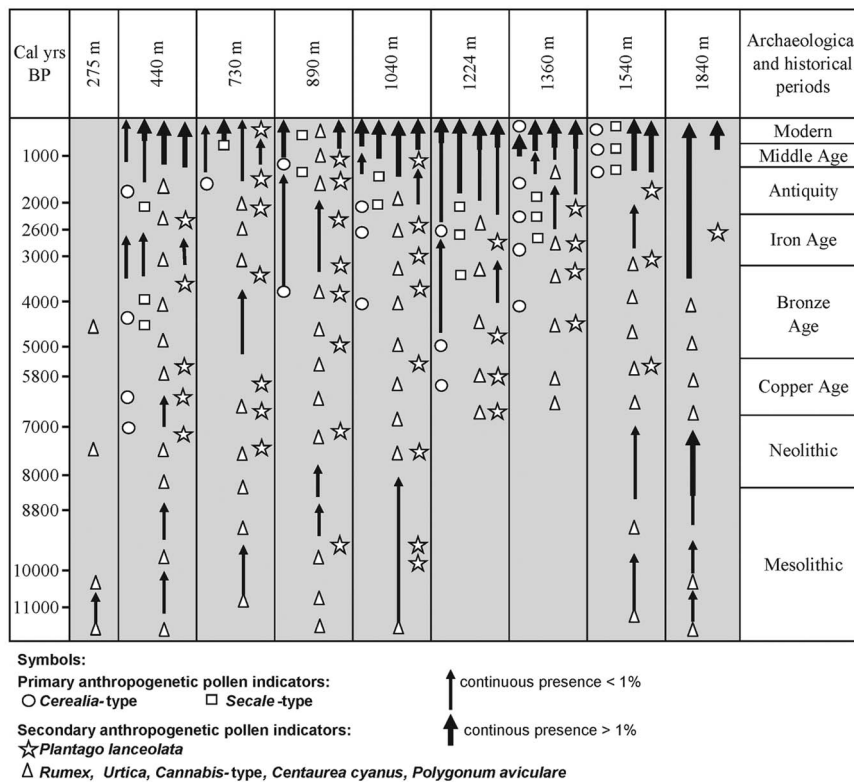 Cal yrs
BP
275 m
440 m
730 m
890 m
1040 m
1224 m
1360 m
1540 m
1840 m
Archaeological
and historical
periods
1000
2000
3000
4000
5000
5800
7000
8000
8800
10000
11000
Modern
Middle Age
Antiquity
Iron Age
Bronze
Age
Copper Age
Neolithic
Mesolithic
Symbols:
Primary anthropogenetic pollen indicators:
Cerealia-type Secale-type
Secondary anthropogenetic pollen indicators:
Plantago lanceolata
Rumex, Urtica, Cannabis-type, Centaurea cyanus, Polygonum aviculare
continuous presence < 1%
continous presence > 1%